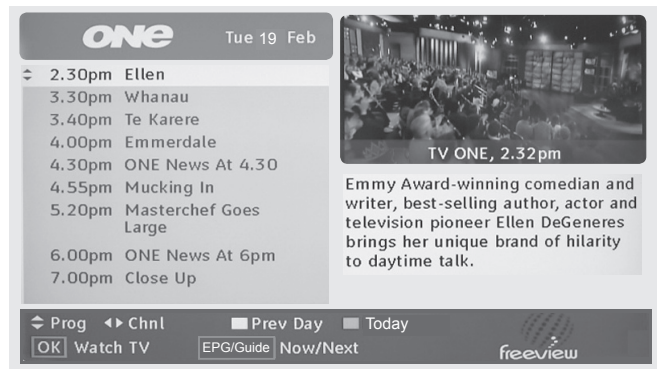 ONE Tue 19 Feb
2.30pm Ellen
3.30pm Whanau
3.40pm Te Karere
4.00pm Emmerdale
4.30pm ONE News At 4.30
4.55pm Mucking In
5.20pm Masterchef Goes
Large
6.00pm ONE News At 6pm
7.00pm Close Up
TV ONE, 2.32pm
Emmy Award-winning comedian and
writer, best-selling author, actor and
television pioneer Ellen DeGeneres
brings her unique brand of hilarity
to daytime talk.
Prog Chnl Prev Day Today
OK Watch TV EPG/Guide Now/Next
freeview